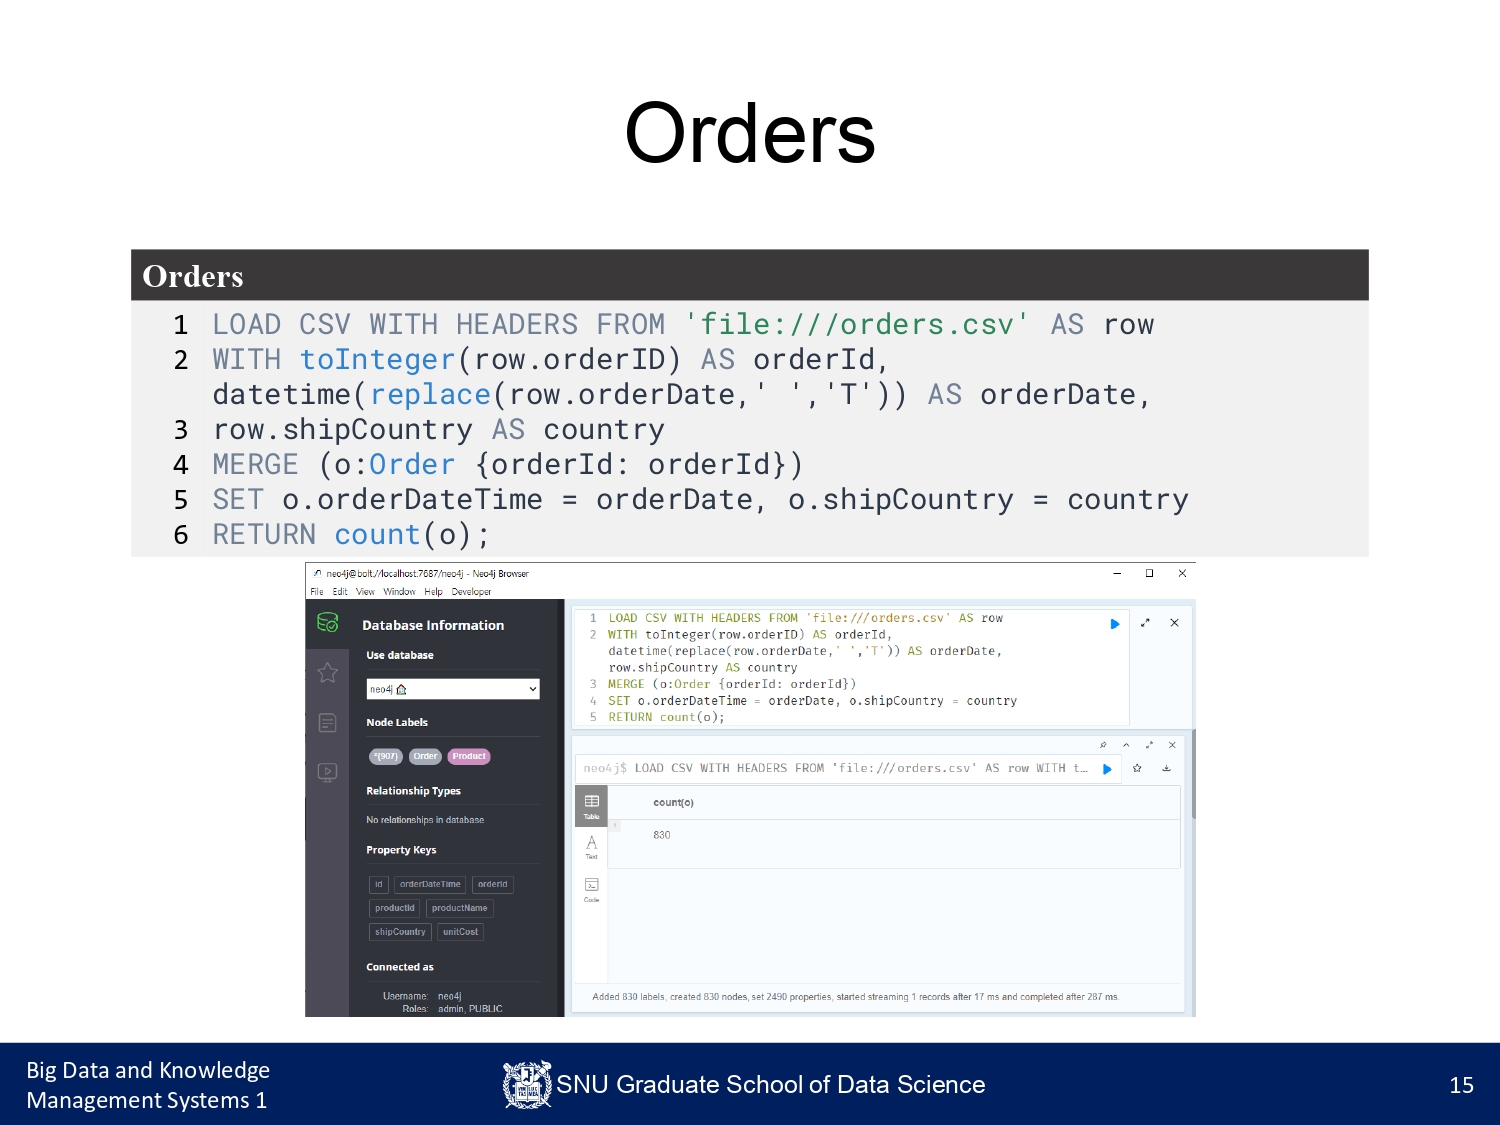 Orders
Orders
1 LOAD CSV WITH HEADERS FROM 'file:///orders.csv' AS row
2 WITH toInteger(row.orderID) AS orderId,
datetime(replace(row.orderDate,' ','T')) AS orderDate,
3 row.shipCountry AS country
4 MERGE (o:Order {orderId: orderId})
5 SET o.orderDateTime = orderDate, o.shipCountry = country
6 RETURN count(o);
neo4j@bolt://localhost:7687/neo4j - Neo4j Browser
File Edit View Window Help Developer
Database Information
Use database
neo4j
Node Labels
*(907) Order Product
Relationship Types
No relationships in database
Property Keys
id orderDateTime orderId
productId productName
shipCountry unitCost
Connected as
Username: neo4j
Roles: admin, PUBLIC
1 LOAD CSV WITH HEADERS FROM 'file:///orders.csv' AS row
2 WITH toInteger(row.orderID) AS orderId,
datetime(replace(row.orderDate,' ','T')) AS orderDate,
row.shipCountry AS country
3 MERGE (o:Order {orderId: orderId})
4 SET o.orderDateTime = orderDate, o.shipCountry = country
5 RETURN count(o);
neo4j$ LOAD CSV WITH HEADERS FROM 'file:///orders.csv' AS row WITH t…
Table
Text
Code
count(o)
1
830
Added 830 labels, created 830 nodes, set 2490 properties, started streaming 1 records after 17 ms and completed after 287 ms.
Big Data and Knowledge
Management Systems 1
SNU Graduate School of Data Science
15